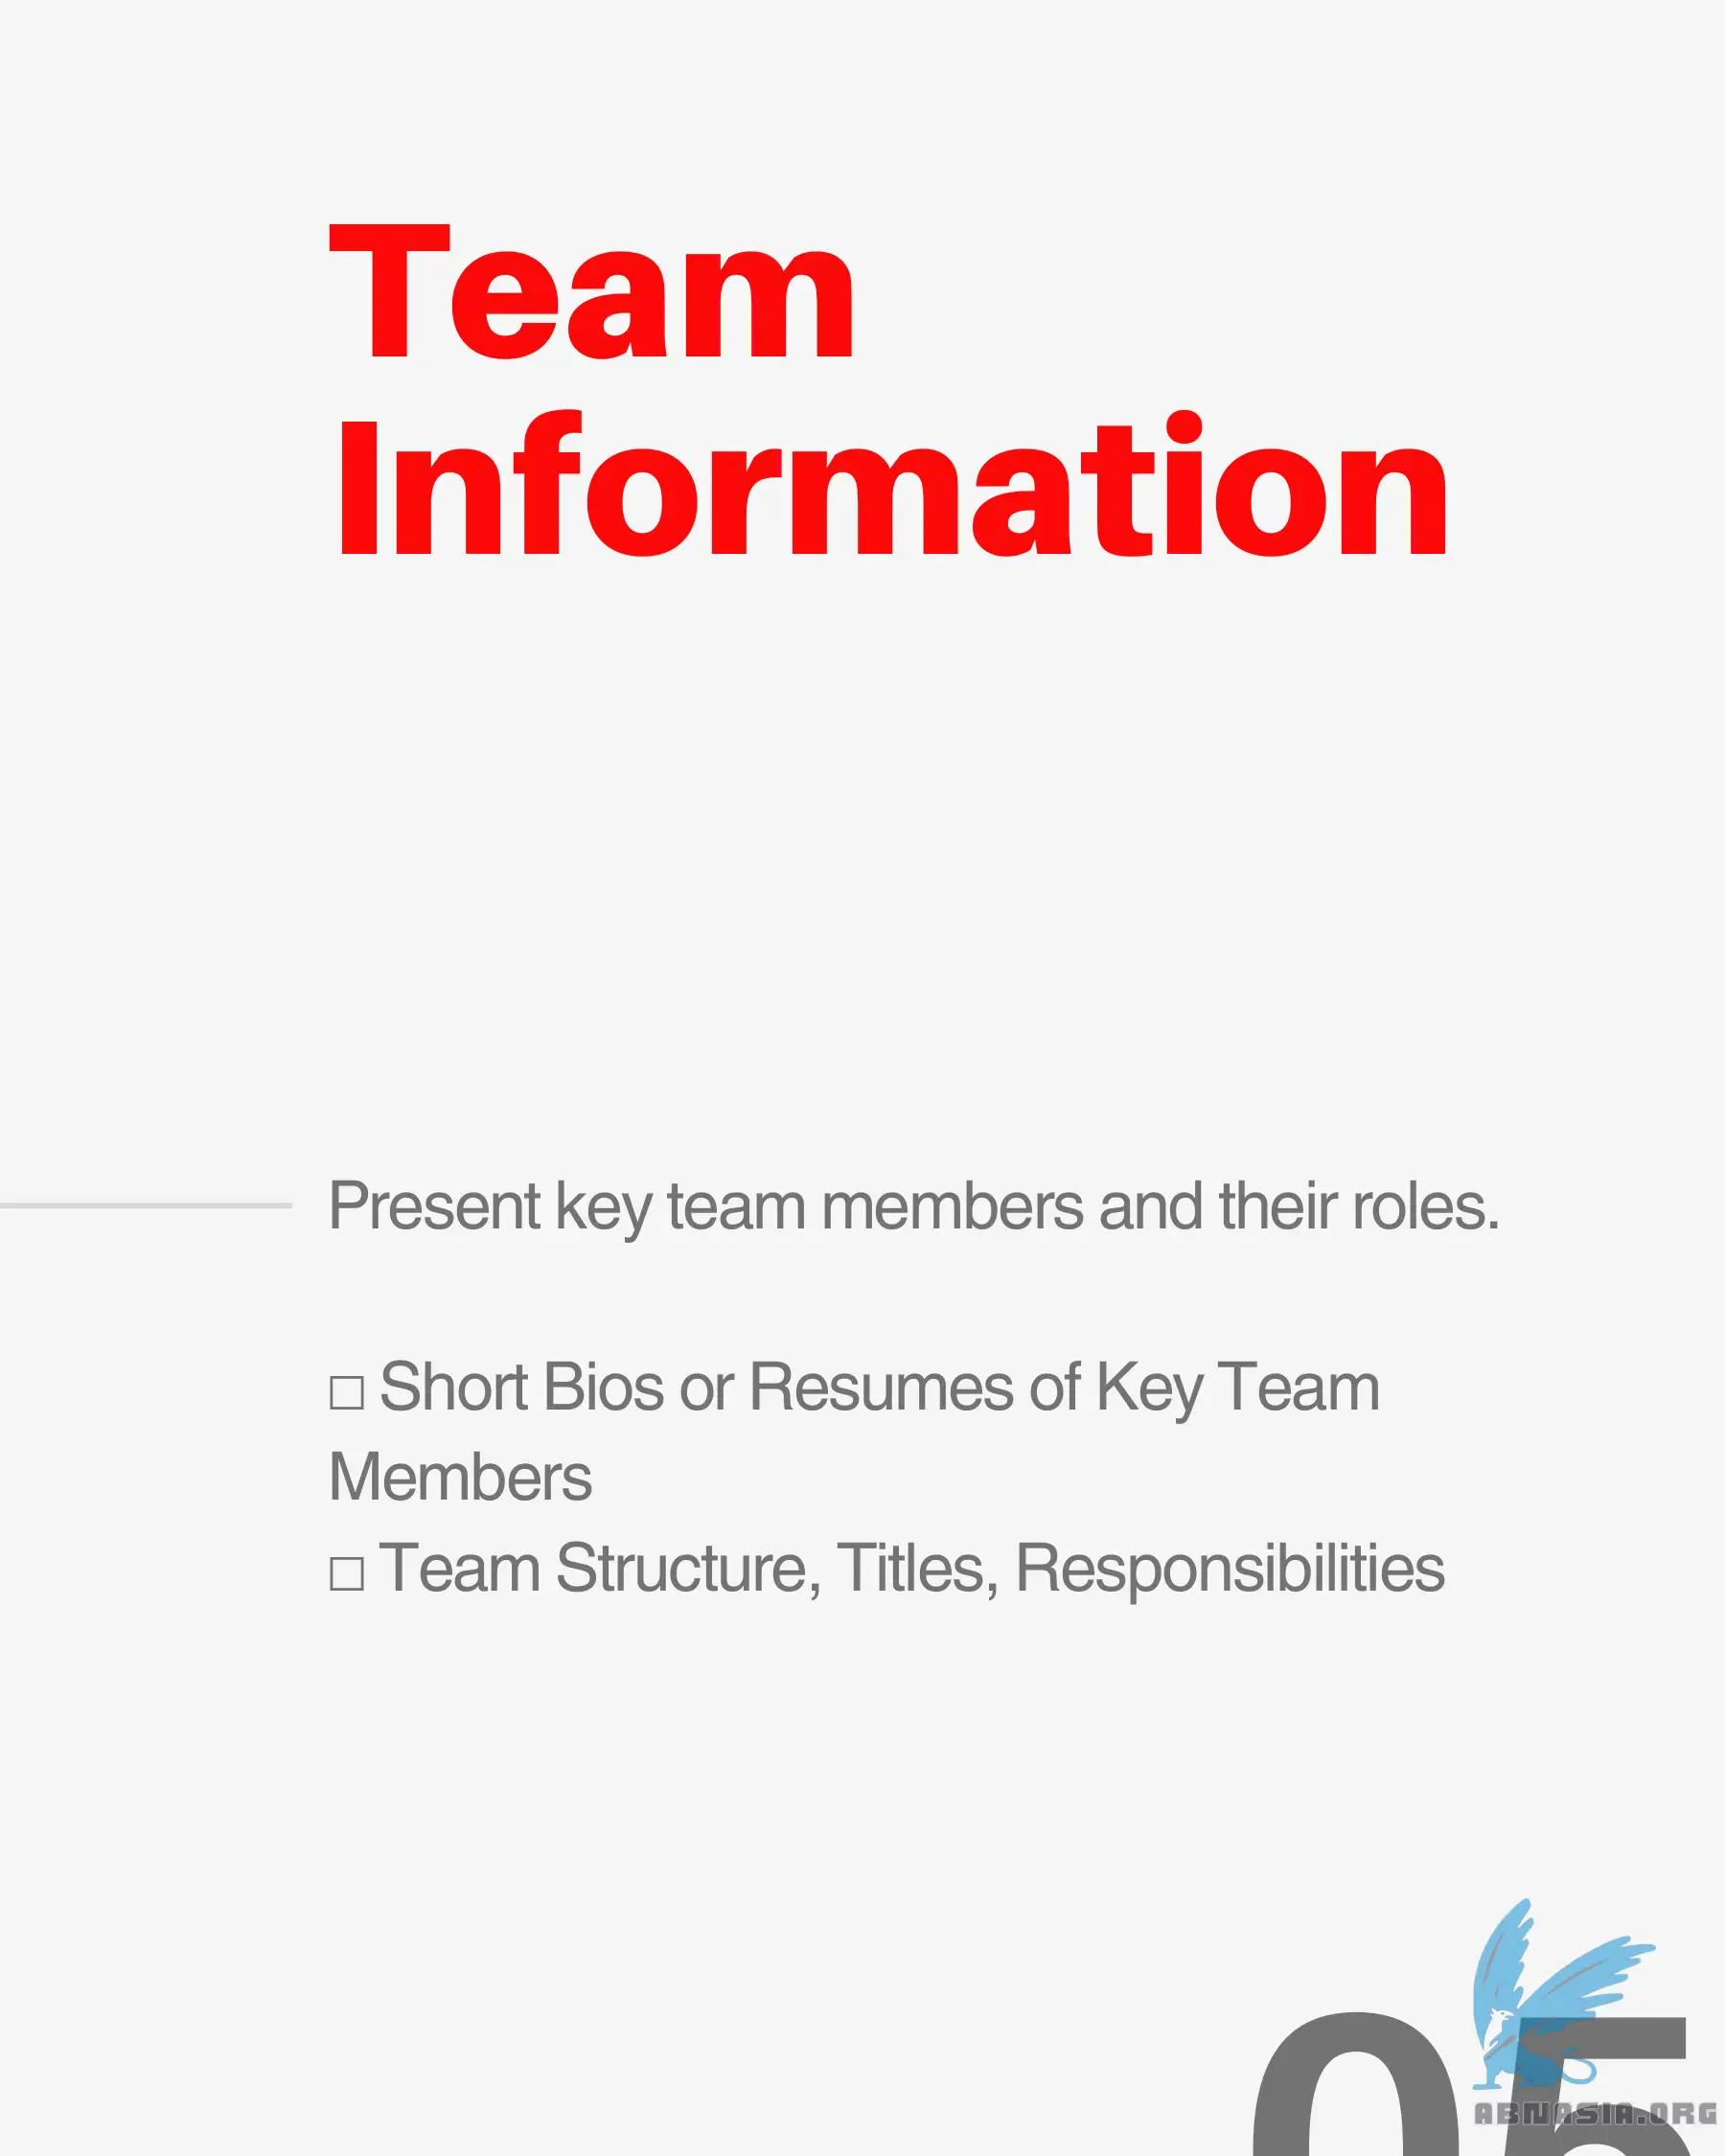 Team
Information
Present key team members and their roles.
□ Short Bios or Resumes of Key Team
Members
□ Team Structure, Titles, Responsibilities
05
ABNASIA.ORG